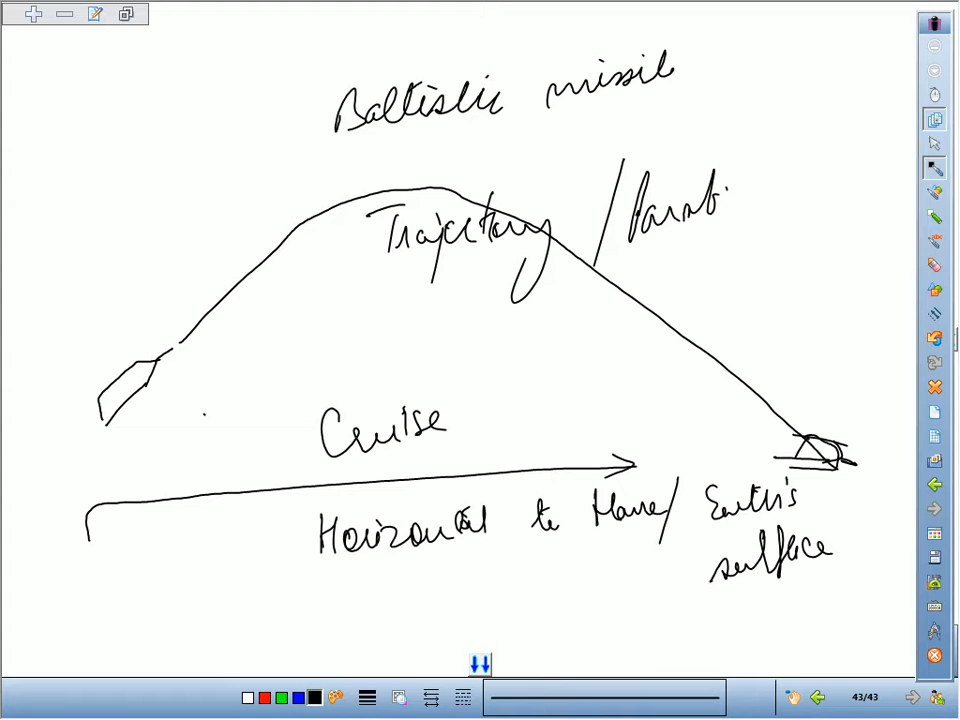 Ballistic missile
Trajectory / Parab
Cruise
Horizontal to Plane / Earth's
surface
43/43